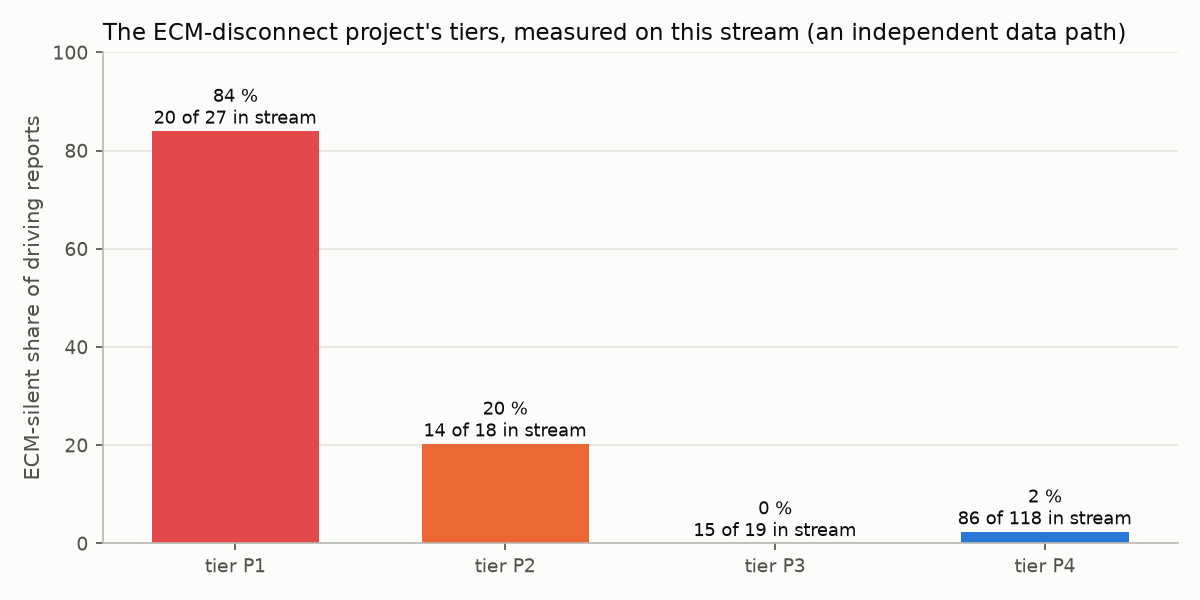 The ECM-disconnect project's tiers, measured on this stream (an independent data path)
ECM-silent share of driving reports
100
80
60
40
20
0
84 %
20 of 27 in stream
20 %
14 of 18 in stream
0 %
15 of 19 in stream
2 %
86 of 118 in stream
tier P1
tier P2
tier P3
tier P4